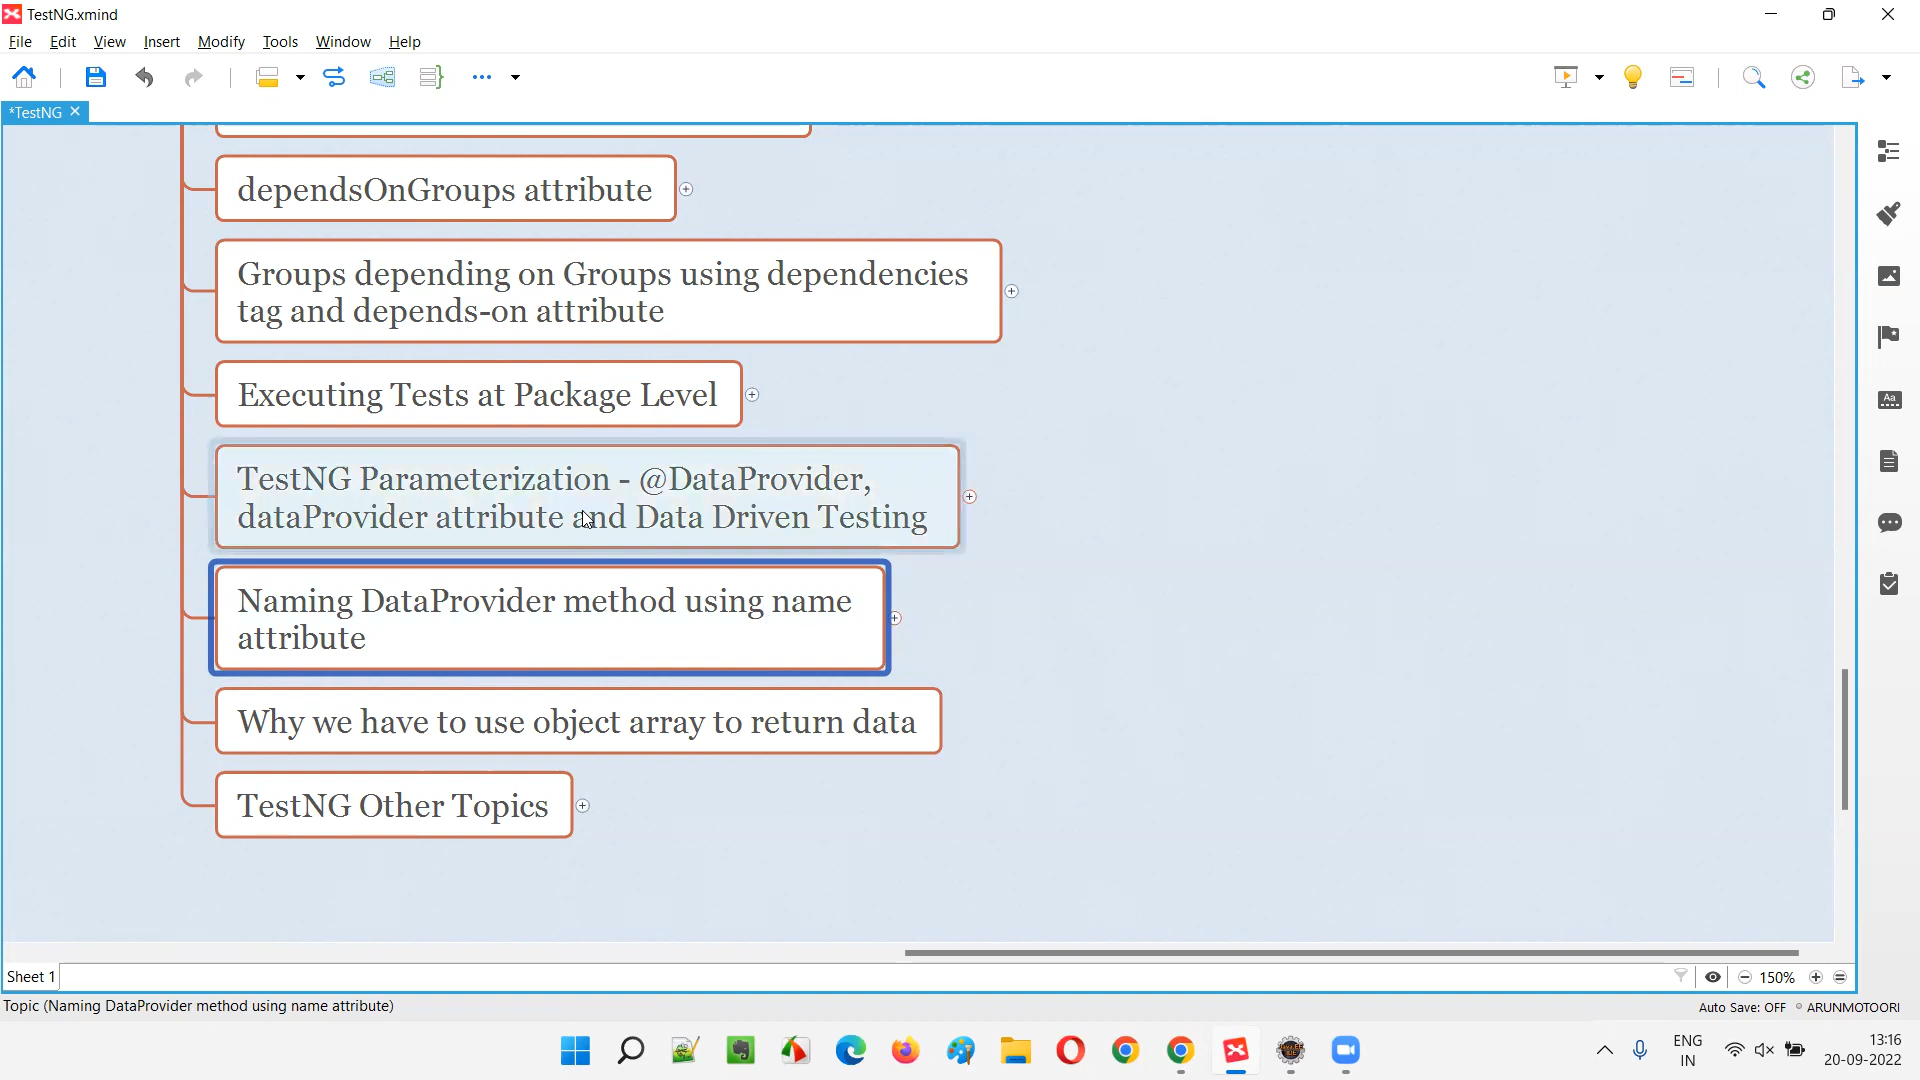 TestNG.xmind
File Edit View Insert Modify Tools Window Help
*TestNG
dependsOnGroups attribute
Groups depending on Groups using dependencies
tag and depends-on attribute
Executing Tests at Package Level
TestNG Parameterization - @DataProvider,
dataProvider attribute and Data Driven Testing
Naming DataProvider method using name
attribute
Why we have to use object array to return data
TestNG Other Topics
Aa
Sheet 1
150%
Topic (Naming DataProvider method using name attribute)
Auto Save: OFF
ARUNMOTOORI
ENG
IN
13:16
20-09-2022